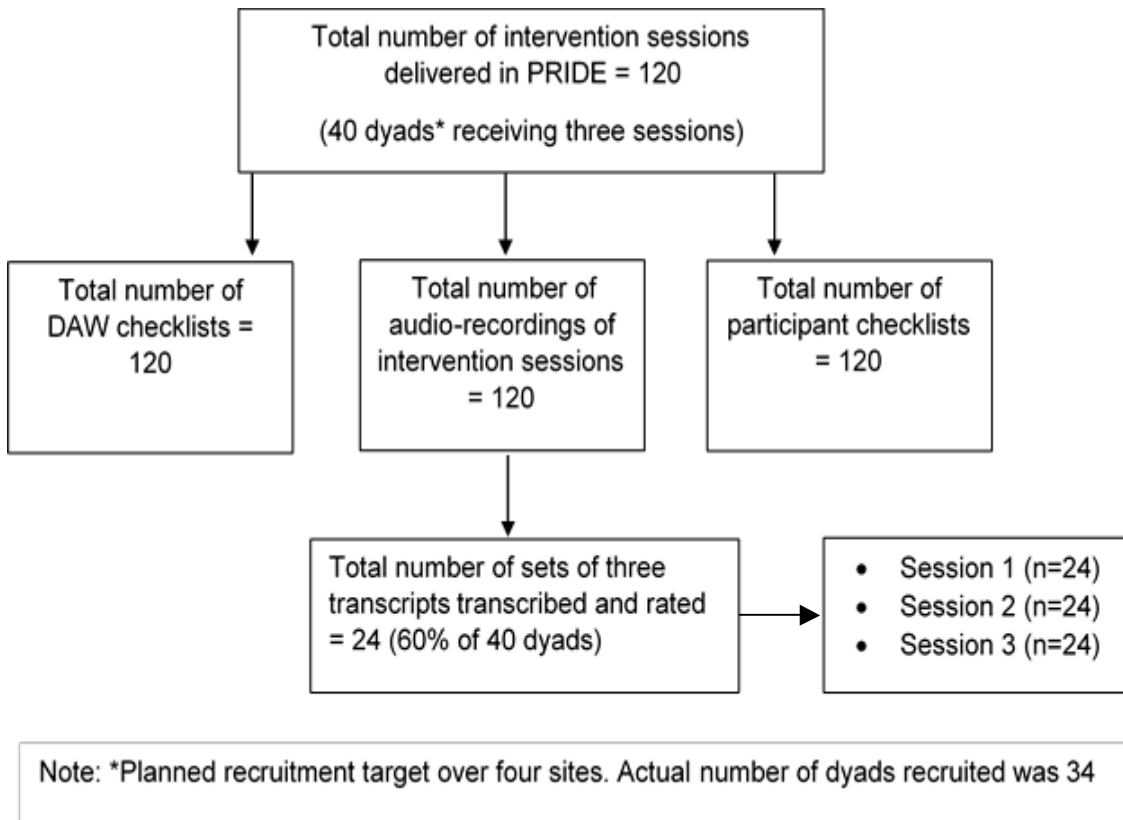 Total number of intervention sessions
delivered in PRIDE = 120
(40 dyads* receiving three sessions)
Total number of
DAW checklists =
120
Total number of
audio-recordings of
intervention sessions
= 120
Total number of
participant checklists
= 120
Total number of sets of three
transcripts transcribed and rated
= 24 (60% of 40 dyads)
• Session 1 (n=24)
• Session 2 (n=24)
• Session 3 (n=24)
Note: *Planned recruitment target over four sites. Actual number of dyads recruited was 34